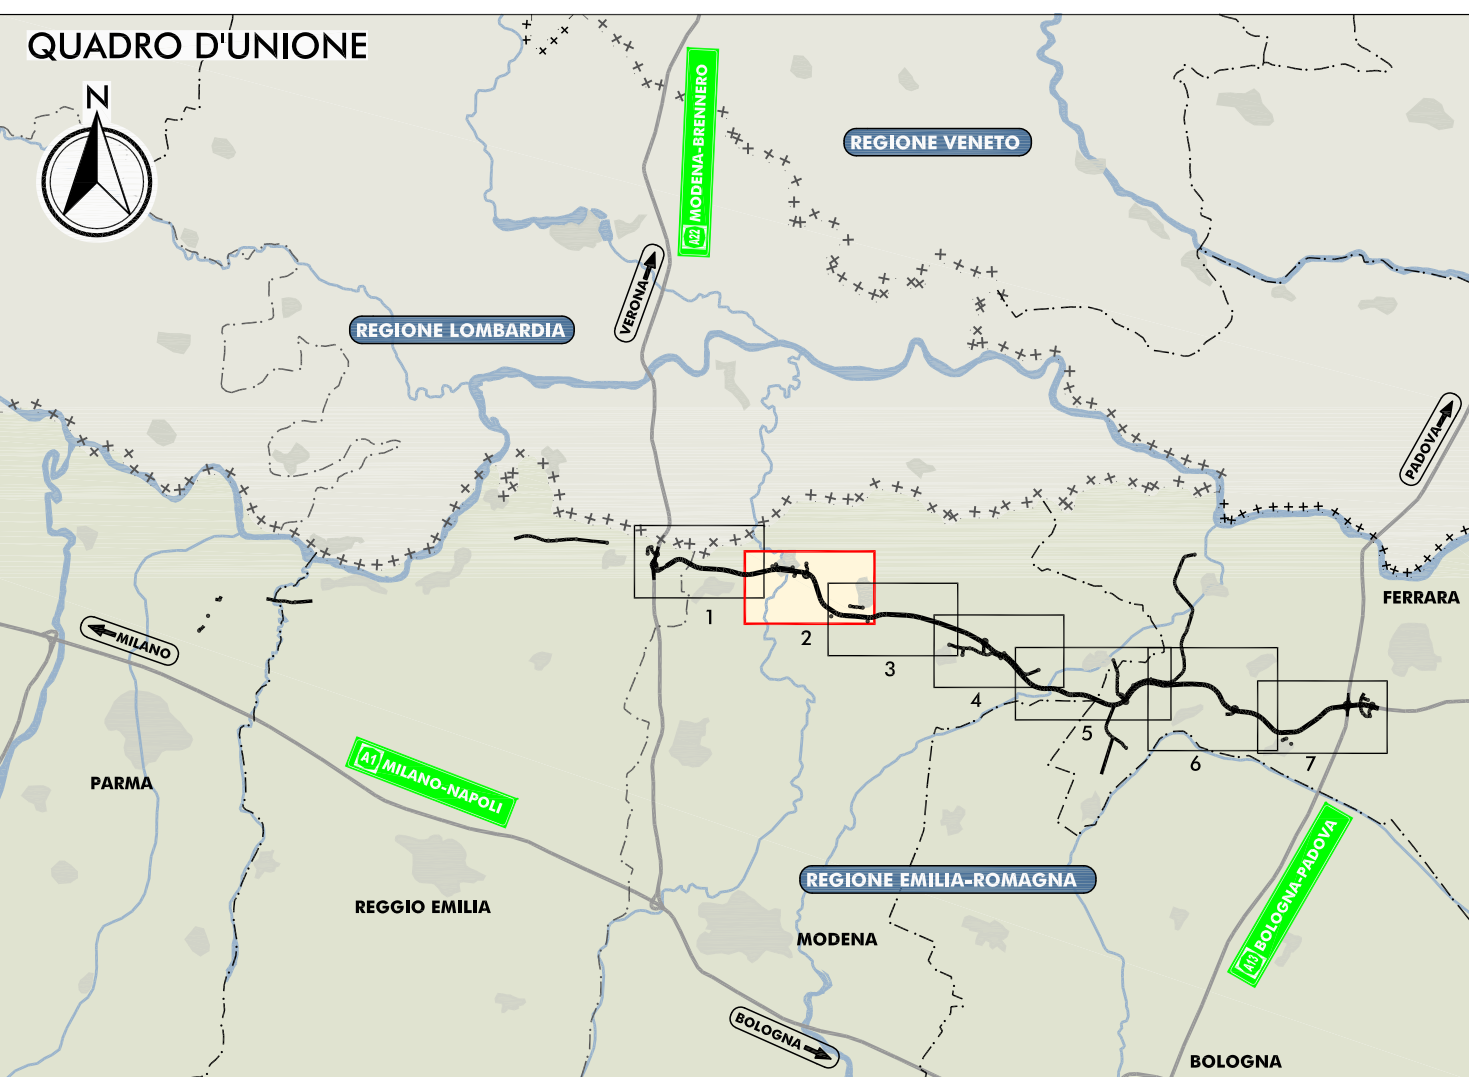 QUADRO D'UNIONE
N
A22 MODENA-BRENNERO
REGIONE VENETO
VERONA
REGIONE LOMBARDIA
PADOVA
FERRARA
MILANO
1
2
3
4
5
6
7
PARMA
A1 MILANO-NAPOLI
REGGIO EMILIA
REGIONE EMILIA-ROMAGNA
MODENA
A13 BOLOGNA-PADOVA
BOLOGNA
BOLOGNA